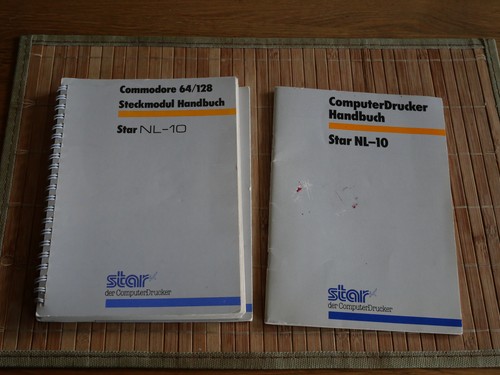 Commodore 64/128
Steckmodul Handbuch
Star NL-10
star
der ComputerDrucker
ComputerDrucker
Handbuch
Star NL-10
star
der ComputerDrucker